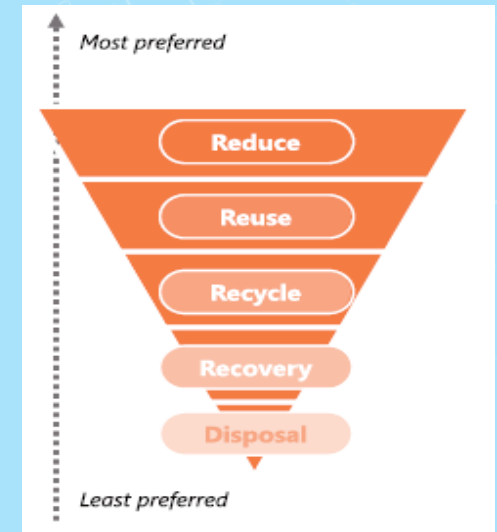 Most preferred
Reduce
Reuse
Recycle
Recovery
Disposal
Least preferred